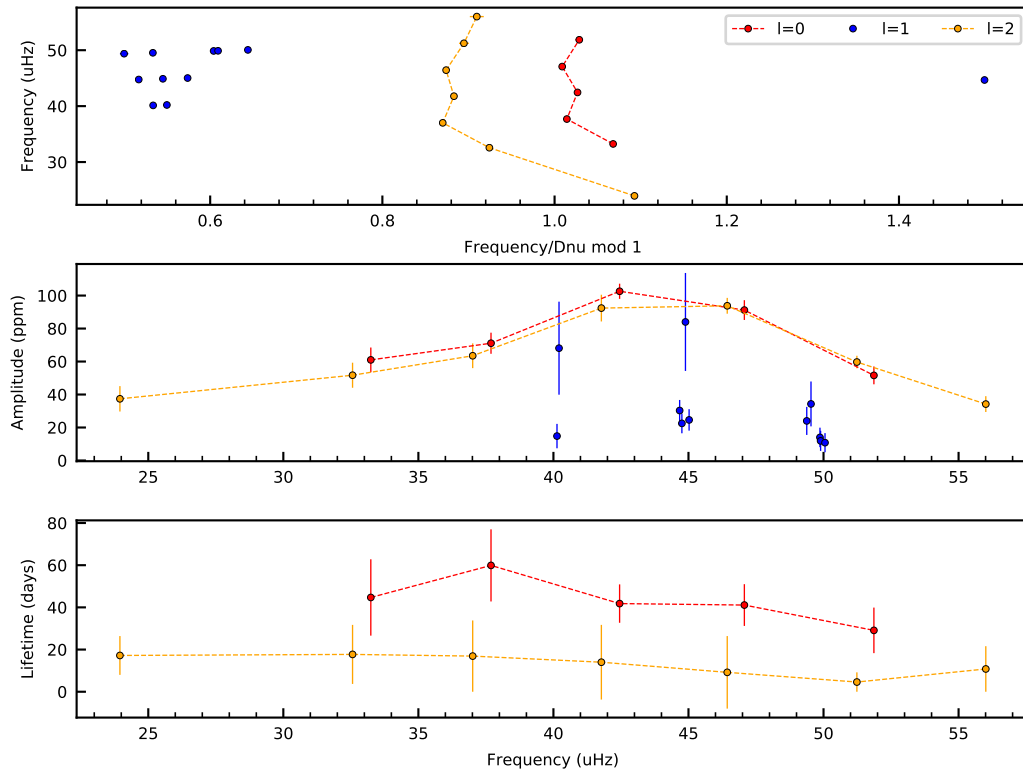 l=0 l=1 l=2
Frequency (uHz)
50
40
30
0.6 0.8 1.0 1.2 1.4
Frequency/Dnu mod 1
Amplitude (ppm)
100
80
60
40
20
0
25 30 35 40 45 50 55
Lifetime (days)
80
60
40
20
0
25 30 35 40 45 50 55
Frequency (uHz)